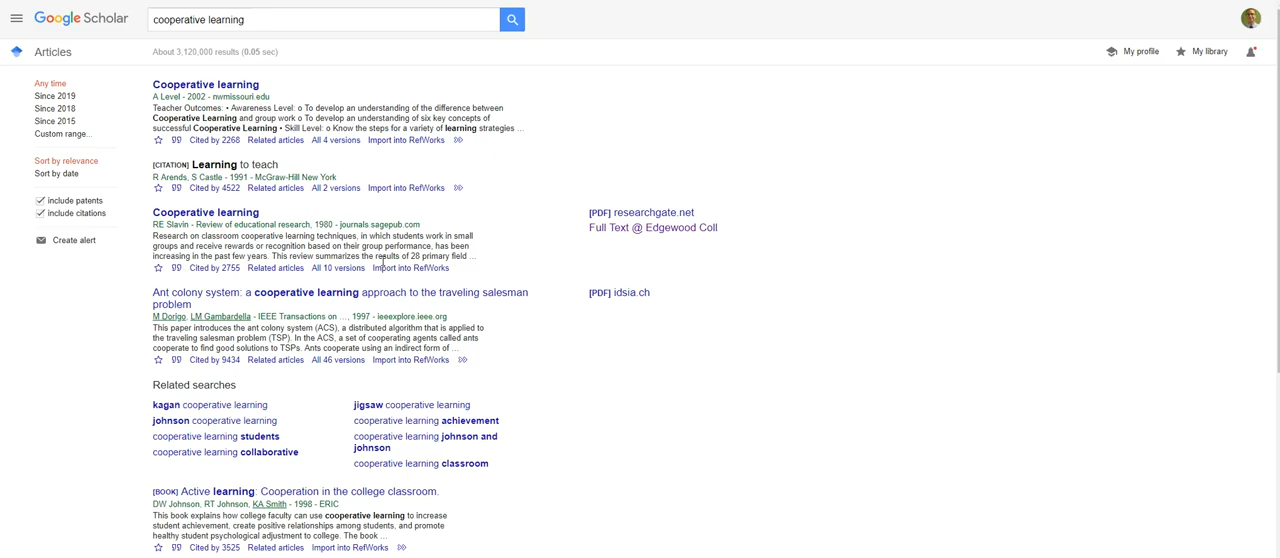 Google Scholar
cooperative learning
Articles
About 3,120,000 results (0.05 sec)
My profile
My library
Any time
Since 2019
Since 2018
Since 2015
Custom range...
Sort by relevance
Sort by date
include patents
include citations
Create alert
Cooperative learning
A Level - 2002 - nwmissouri.edu
Teacher Outcomes: • Awareness Level: o To develop an understanding of the difference between
Cooperative Learning and group work o To develop an understanding of six key concepts of
successful Cooperative Learning • Skill Level: o Know the steps for a variety of learning strategies ...
Cited by 2268 Related articles All 4 versions Import into RefWorks
[CITATION] Learning to teach
R Arends, S Castle - 1991 - McGraw-Hill New York
Cited by 4522 Related articles All 2 versions Import into RefWorks
Cooperative learning
RE Slavin - Review of educational research, 1980 - journals.sagepub.com
Research on classroom cooperative learning techniques, in which students work in small
groups and receive rewards or recognition based on their group performance, has been
increasing in the past few years. This review summarizes the results of 28 primary field ...
Cited by 2755 Related articles All 10 versions Import into RefWorks
[PDF] researchgate.net
Full Text @ Edgewood Coll
Ant colony system: a cooperative learning approach to the traveling salesman
problem
M Dorigo, LM Gambardella - IEEE Transactions on ..., 1997 - ieeexplore.ieee.org
This paper introduces the ant colony system (ACS), a distributed algorithm that is applied to
the traveling salesman problem (TSP). In the ACS, a set of cooperating agents called ants
cooperate to find good solutions to TSPs. Ants cooperate using an indirect form of ...
Cited by 9434 Related articles All 46 versions Import into RefWorks
[PDF] idsia.ch
Related searches
kagan cooperative learning
johnson cooperative learning
cooperative learning students
cooperative learning collaborative
jigsaw cooperative learning
cooperative learning achievement
cooperative learning johnson and
johnson
cooperative learning classroom
[BOOK] Active learning: Cooperation in the college classroom.
DW Johnson, RT Johnson, KA Smith - 1998 - ERIC
This book explains how college faculty can use cooperative learning to increase
student achievement, create positive relationships among students, and promote
healthy student psychological adjustment to college. The book ...
Cited by 3525 Related articles Import into RefWorks